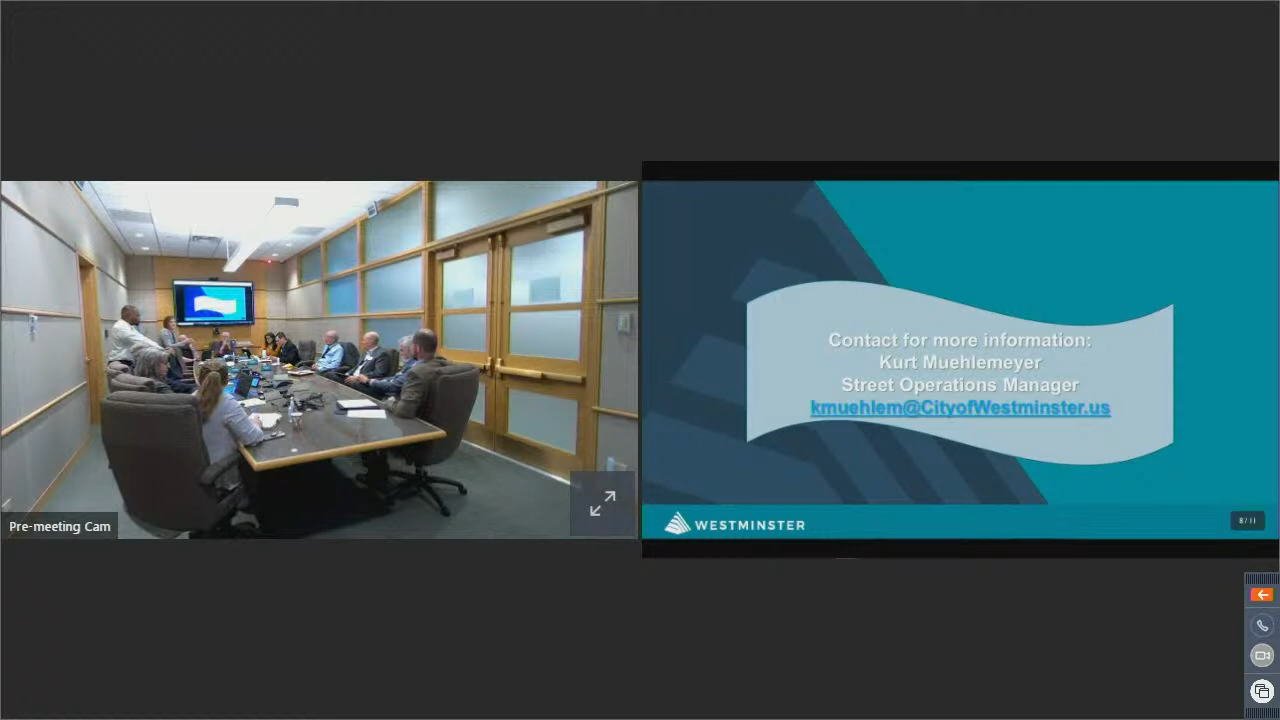 Contact for more information:
Kurt Muehlemeyer
Street Operations Manager
kmuehlem@CityofWestminster.us
Pre-meeting Cam
WESTMINSTER
8/11